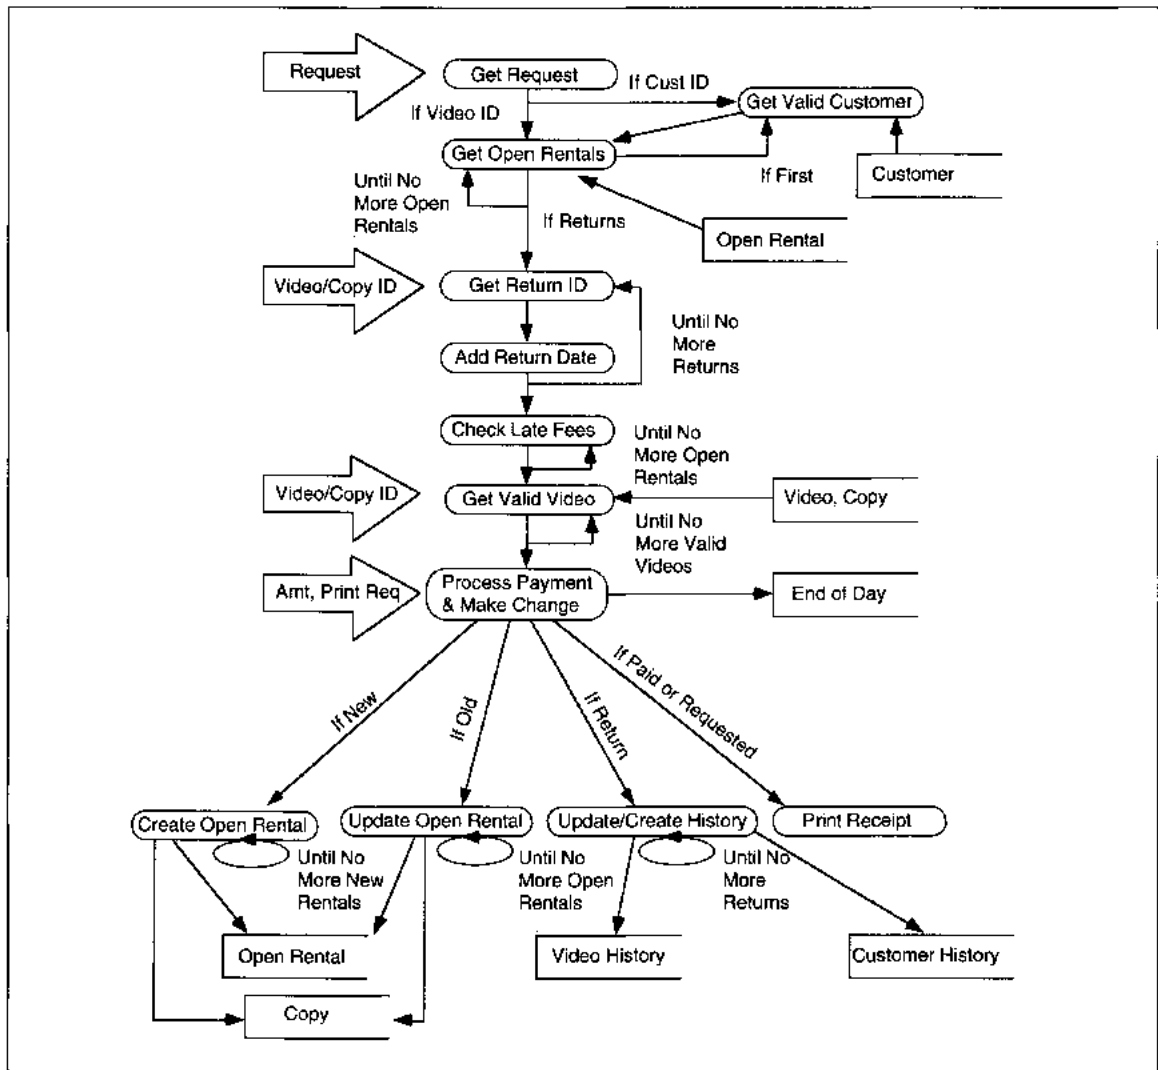 Request
Get Request
If Cust ID
Get Valid Customer
If Video ID
Get Open Rentals
If First
Customer
Until No
More Open
Rentals
If Returns
Open Rental
Video/Copy ID
Get Return ID
Until No
More
Returns
Add Return Date
Check Late Fees
Until No
More Open
Rentals
Video/Copy ID
Get Valid Video
Video, Copy
Until No
More Valid
Videos
Amt, Print Req
Process Payment
& Make Change
End of Day
If New
If Old
If Return
If Paid or Requested
Create Open Rental
Update Open Rental
Update/Create History
Print Receipt
Until No
More New
Rentals
Until No
More Open
Rentals
Until No
More
Returns
Open Rental
Video History
Customer History
Copy